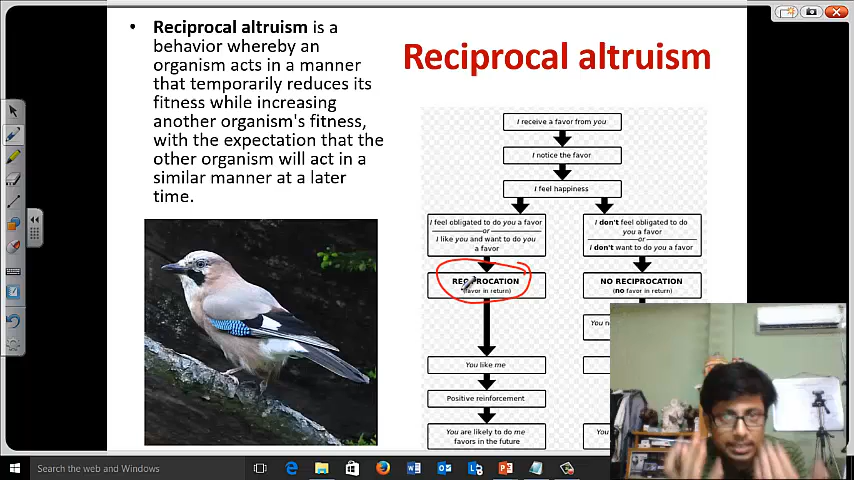 • Reciprocal altruism is a
behavior whereby an
organism acts in a manner
that temporarily reduces its
fitness while increasing
another organism's fitness,
with the expectation that the
other organism will act in a
similar manner at a later
time.
Reciprocal altruism
I receive a favor from you
I notice the favor
I feel happiness
I feel obligated to do you a favor
or
I like you and want to do you
a favor
I don't feel obligated to do
you a favor
or
I don't want to do you a favor
RECIPROCATION
(favor in return)
NO RECIPROCATION
(no favor in return)
You
You like me
Positive reinforcement
You are likely to do me
favors in the future
You
Search the web and Windows